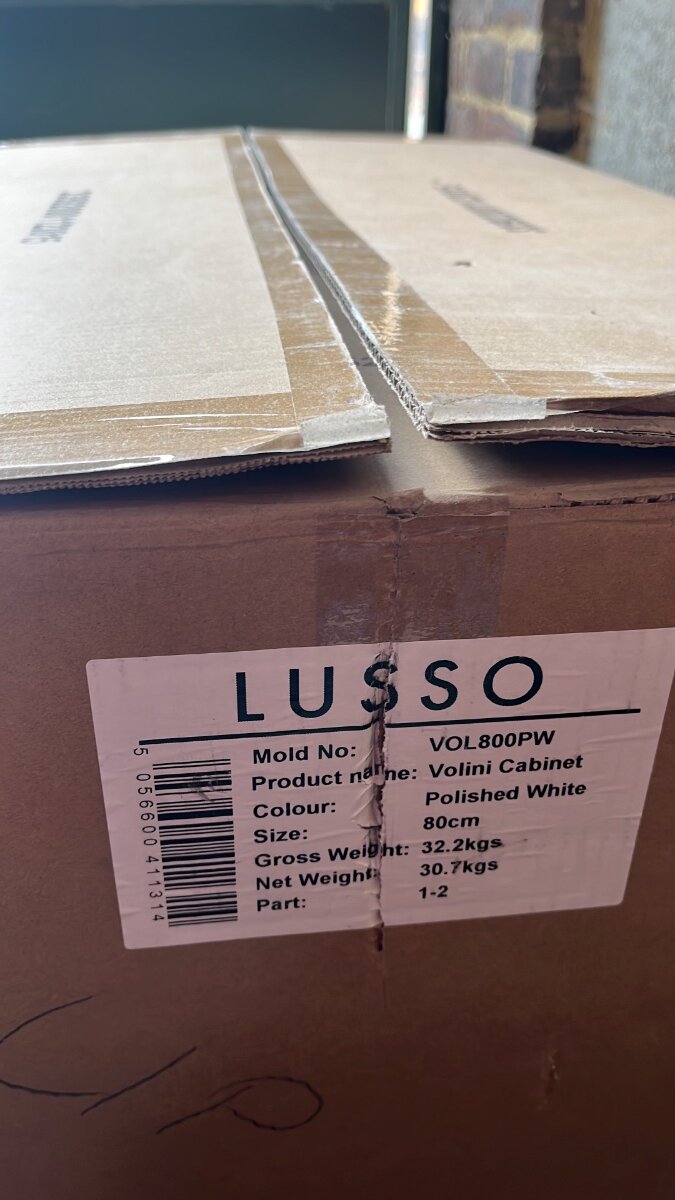 LUSSO
Mold No: VOL800PW
Product name: Volini Cabinet
Colour: Polished White
Size: 80cm
Gross Weight: 32.2kgs
Net Weight: 30.7kgs
Part: 1-2
5 056600 411314